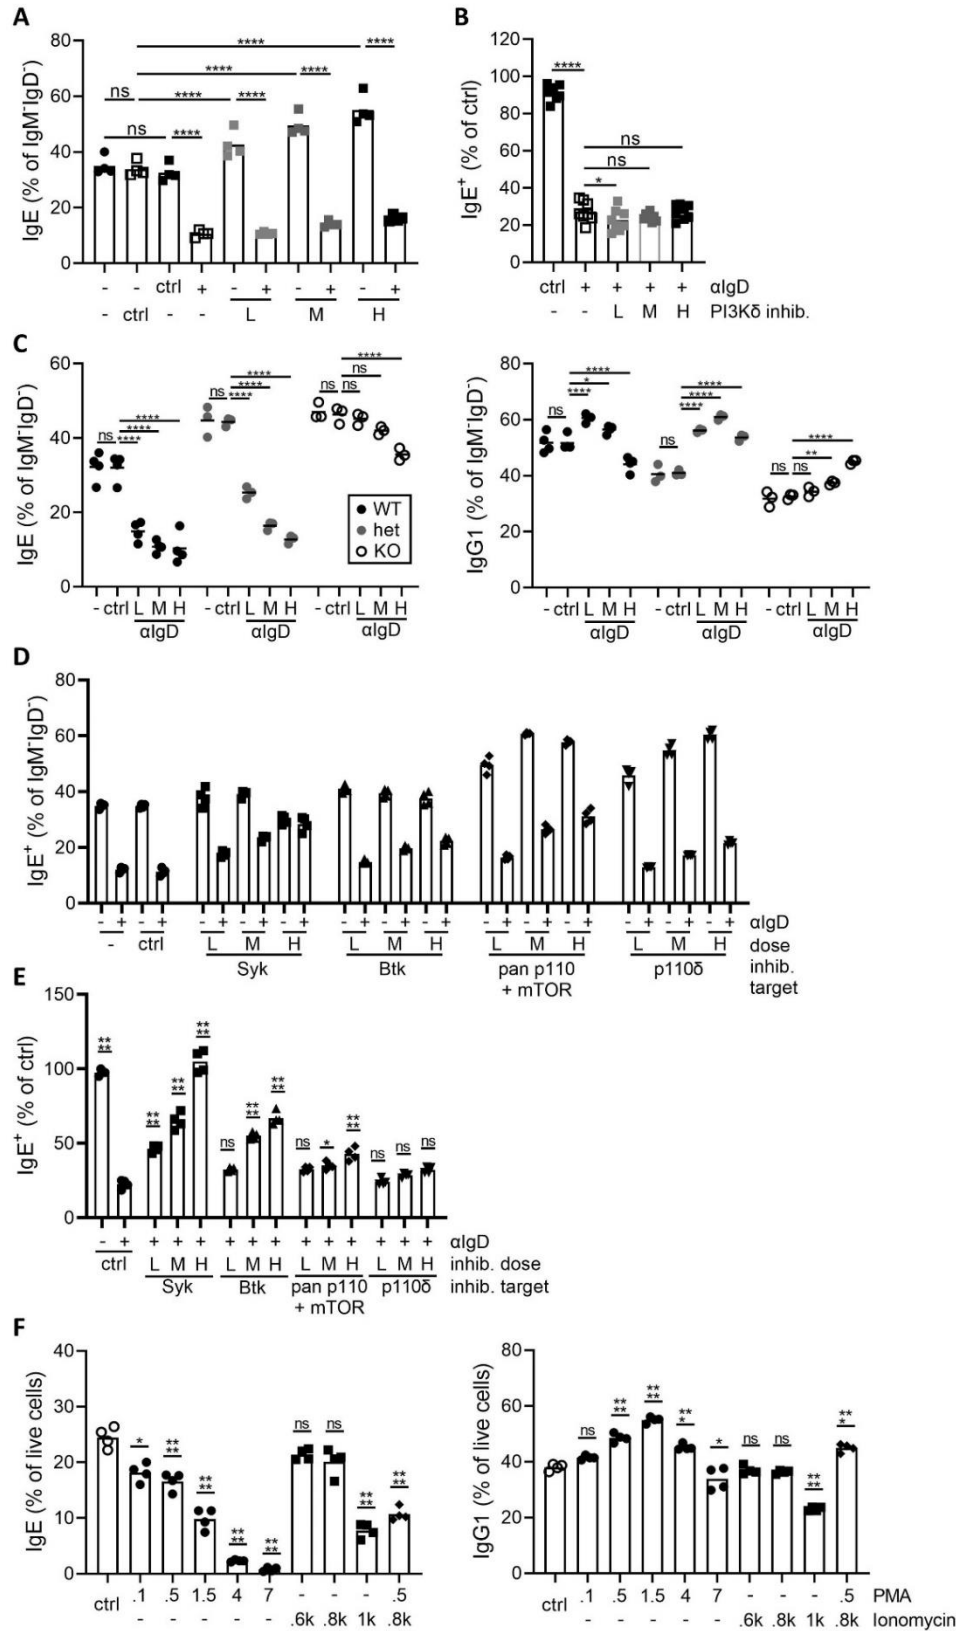 A
IgE (% of IgM⁻IgD⁻)
80
60
40
20
0
**** ****
**** ****
ns **** ****
ns ****
- - ctrl + - + - + - +
- ctrl - - L M H
B
IgE⁺ (% of ctrl)
120
100
80
60
40
20
0
****
ns
ns
*
ctrl + + + + αIgD
- - L M H PI3Kδ inhib.
C
IgE (% of IgM⁻IgD⁻)
60
40
20
0
ns **** **** ****
ns **** **** ****
ns ns ns ****
WT
het
KO
- ctrl L M H - ctrl L M H - ctrl L M H
αIgD αIgD αIgD
IgG1 (% of IgM⁻IgD⁻)
80
60
40
20
0
ns **** * ****
ns **** **** ****
ns ns ** ****
- ctrl L M H - ctrl L M H - ctrl L M H
αIgD αIgD αIgD
D
IgE⁺ (% of IgM⁻IgD⁻)
80
60
40
20
0
- + - + - + - + - + - + - + - + - + - + - + - + - + - + αIgD
- ctrl L M H L M H L M H L M H dose
Syk Btk pan p110 + mTOR p110δ inhib. target
E
IgE⁺ (% of ctrl)
150
100
50
0
**** **** **** **** ns **** **** ns * **** ns ns ns
- + + + + + + + + + + + + + αIgD
ctrl L M H L M H L M H L M H inhib. dose
Syk Btk pan p110 + mTOR p110δ inhib. target
F
IgE (% of live cells)
40
30
20
10
0
* **** **** **** **** ns ns **** ****
ctrl .1 .5 1.5 4 7 - - - .5
- - - - - .6k .8k 1k .8k
IgG1 (% of live cells)
80
60
40
20
0
ns **** **** *** * ns ns **** ***
ctrl .1 .5 1.5 4 7 - - - .5 PMA
- - - - - .6k .8k 1k .8k Ionomycin